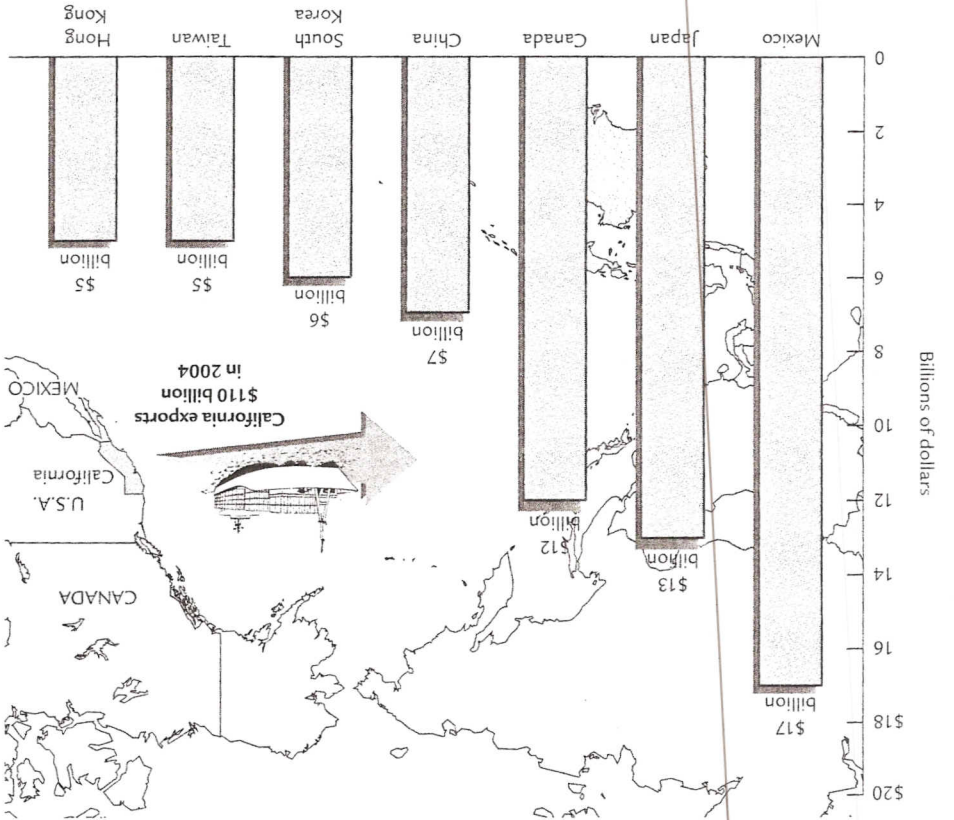 $20
$18
16
14
12
10
8
6
4
2
0
Billions of dollars
$17
billion
$13
billion
$12
billion
$7
billion
$6
billion
$5
billion
$5
billion
Mexico
Japan
Canada
China
South
Korea
Taiwan
Hong
Kong
CANADA
U.S.A.
California
MEXICO
California exports
$110 billion
in 2004